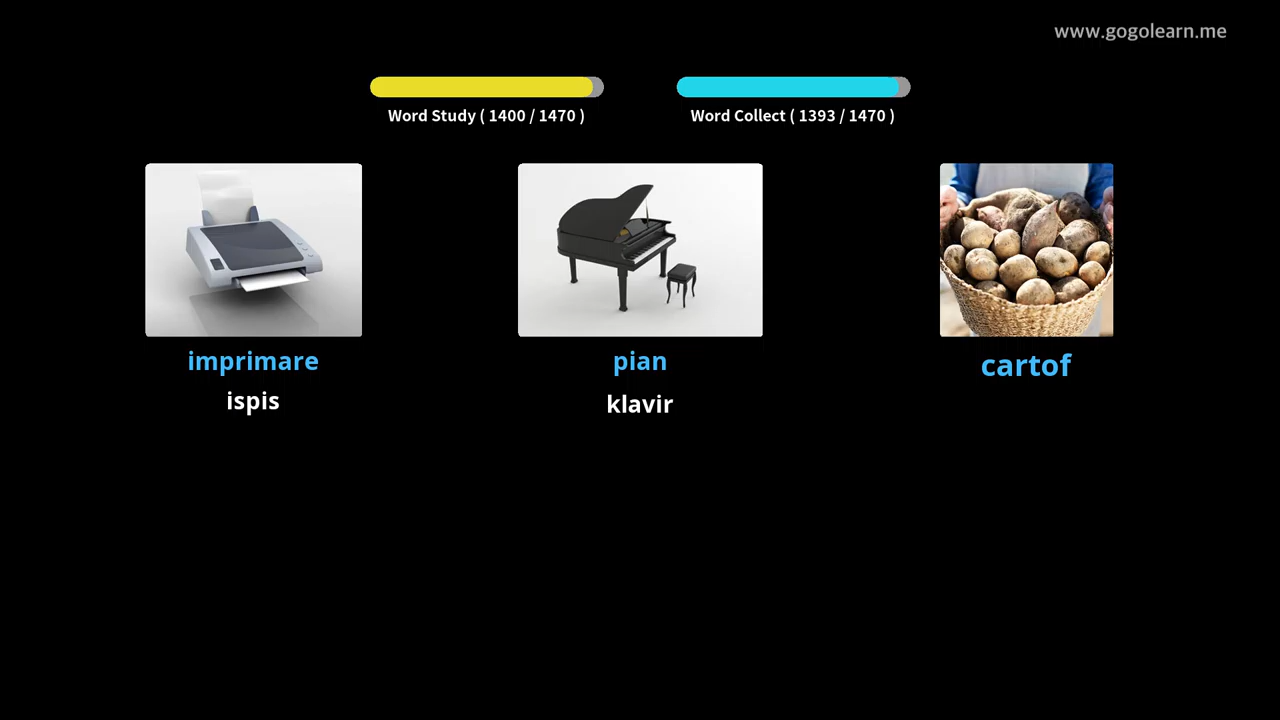 www.gogolearn.me
Word Study ( 1400 / 1470 )
Word Collect ( 1393 / 1470 )
imprimare
ispis
pian
klavir
cartof